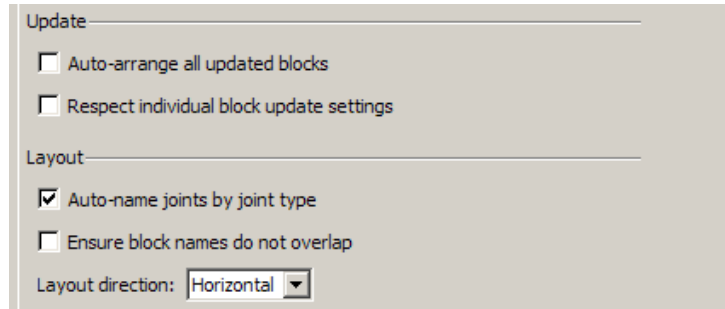 Update
Auto-arrange all updated blocks
Respect individual block update settings
Layout
Auto-name joints by joint type
Ensure block names do not overlap
Layout direction: Horizontal